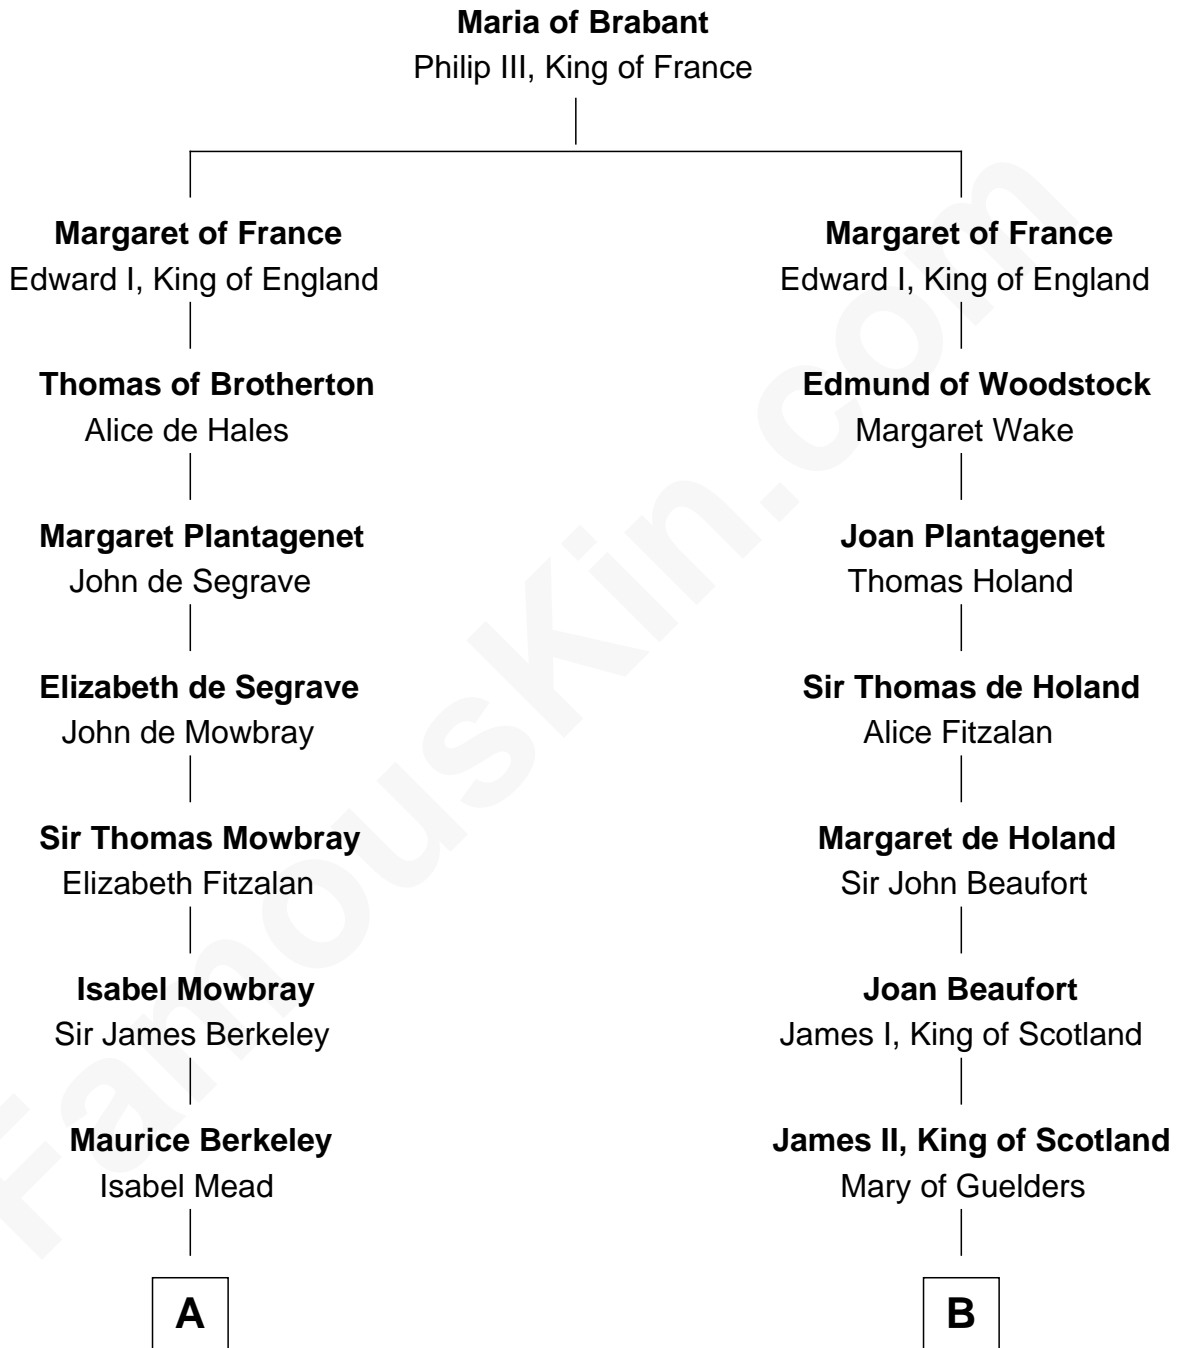 Maria of Brabant
Philip III, King of France
Margaret of France
Edward I, King of England
Thomas of Brotherton
Alice de Hales
Margaret Plantagenet
John de Segrave
Elizabeth de Segrave
John de Mowbray
Sir Thomas Mowbray
Elizabeth Fitzalan
Isabel Mowbray
Sir James Berkeley
Maurice Berkeley
Isabel Mead
A
Margaret of France
Edward I, King of England
Edmund of Woodstock
Margaret Wake
Joan Plantagenet
Thomas Holand
Sir Thomas de Holand
Alice Fitzalan
Margaret de Holand
Sir John Beaufort
Joan Beaufort
James I, King of Scotland
James II, King of Scotland
Mary of Guelders
B
FamousKin.com